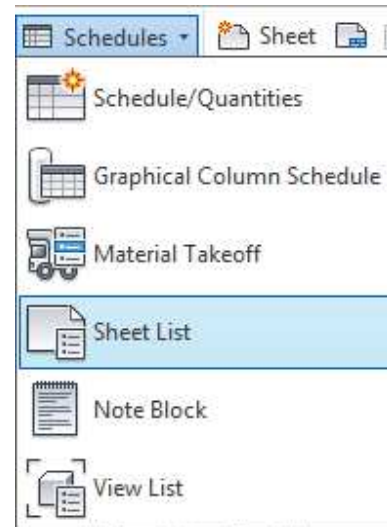 Schedules Sheet
Schedule/Quantities
Graphical Column Schedule
Material Takeoff
Sheet List
Note Block
View List